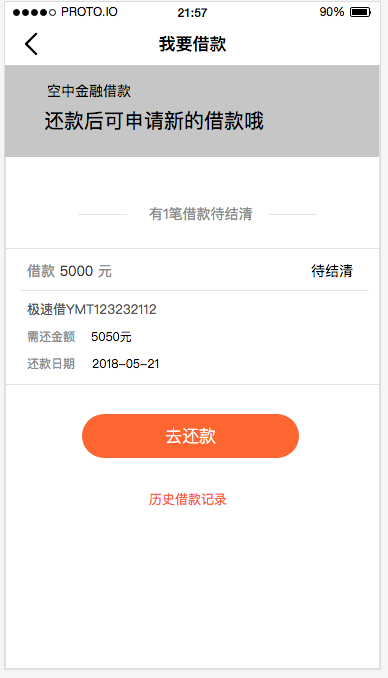 PROTO.IO 21:57 90%
我要借款
空中金融借款
还款后可申请新的借款哦
有1笔借款待结清
借款 5000 元 待结清
极速借YMT123232112
需还金额 5050元
还款日期 2018-05-21
去还款
历史借款记录